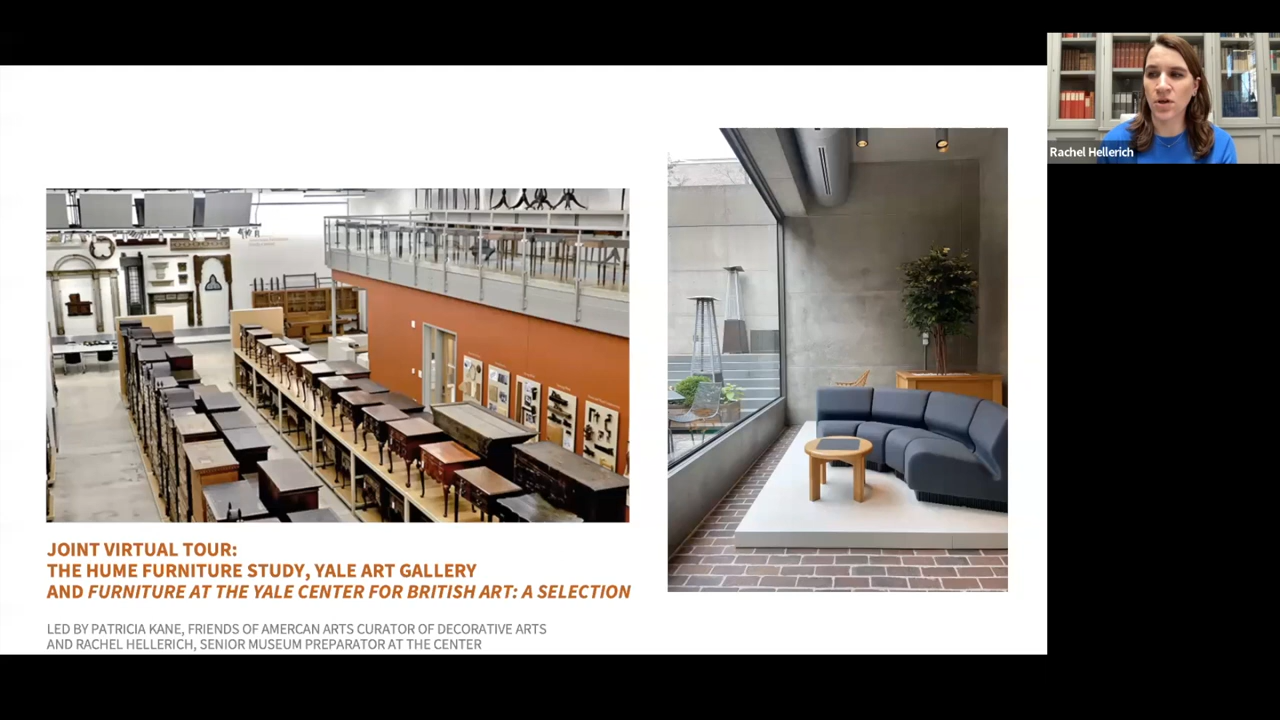 Rachel Hellerich
JOINT VIRTUAL TOUR:
THE HUME FURNITURE STUDY, YALE ART GALLERY
AND FURNITURE AT THE YALE CENTER FOR BRITISH ART: A SELECTION
LED BY PATRICIA KANE, FRIENDS OF AMERCAN ARTS CURATOR OF DECORATIVE ARTS
AND RACHEL HELLERICH, SENIOR MUSEUM PREPARATOR AT THE CENTER